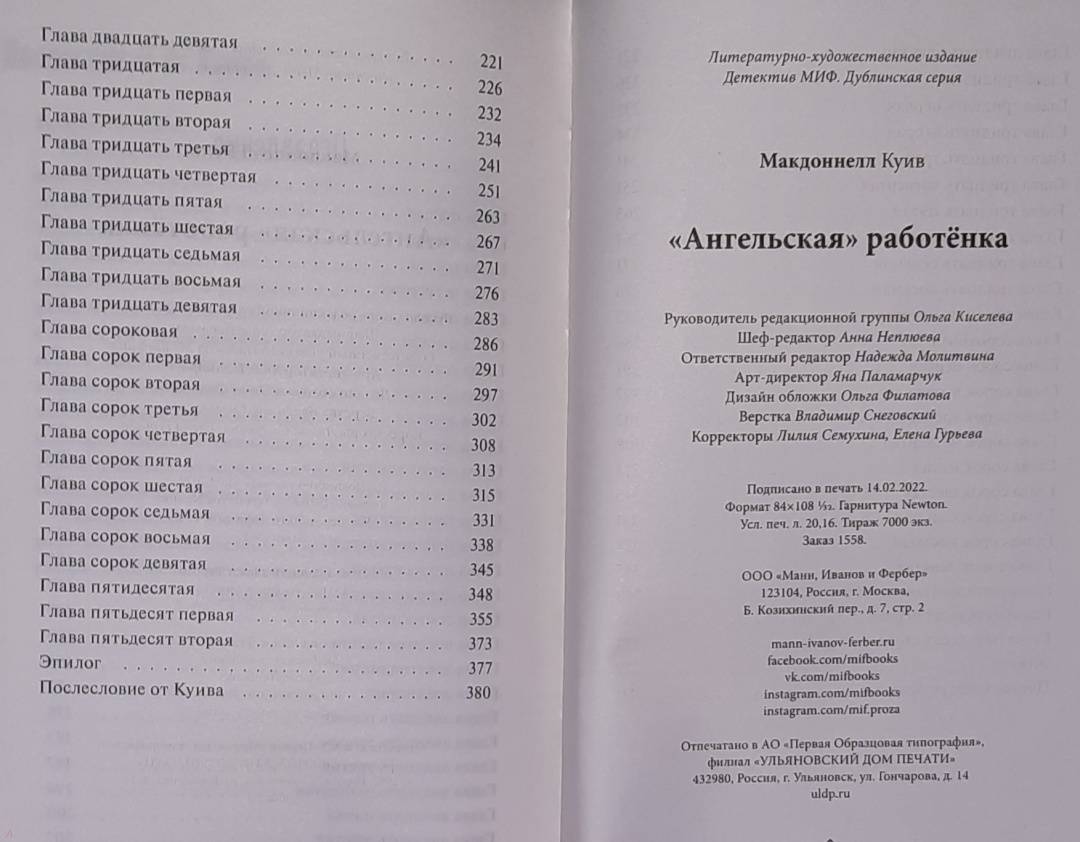 Глава двадцать девятая . . . . . . . . . . . . 221
Глава тридцатая . . . . . . . . . . . . . . . . 226
Глава тридцать первая . . . . . . . . . . . . . 232
Глава тридцать вторая . . . . . . . . . . . . . 234
Глава тридцать третья . . . . . . . . . . . . . 241
Глава тридцать четвертая . . . . . . . . . . . 251
Глава тридцать пятая . . . . . . . . . . . . . 263
Глава тридцать шестая . . . . . . . . . . . . . 267
Глава тридцать седьмая . . . . . . . . . . . . 271
Глава тридцать восьмая . . . . . . . . . . . . 276
Глава тридцать девятая . . . . . . . . . . . . 283
Глава сороковая . . . . . . . . . . . . . . . . 286
Глава сорок первая . . . . . . . . . . . . . . 291
Глава сорок вторая . . . . . . . . . . . . . . 297
Глава сорок третья . . . . . . . . . . . . . . 302
Глава сорок четвертая . . . . . . . . . . . . . 308
Глава сорок пятая . . . . . . . . . . . . . . . 313
Глава сорок шестая . . . . . . . . . . . . . . 315
Глава сорок седьмая . . . . . . . . . . . . . . 331
Глава сорок восьмая . . . . . . . . . . . . . . 338
Глава сорок девятая . . . . . . . . . . . . . . 345
Глава пятидесятая . . . . . . . . . . . . . . . 348
Глава пятьдесят первая . . . . . . . . . . . . 355
Глава пятьдесят вторая . . . . . . . . . . . . 373
Эпилог . . . . . . . . . . . . . . . . . . . . 377
Послесловие от Куива . . . . . . . . . . . . . 380
Литературно-художественное издание
Детектив МИФ. Дублинская серия
Макдоннелл Куив
«Ангельская» работёнка
Руководитель редакционной группы Ольга Киселева
Шеф-редактор Анна Неплюева
Ответственный редактор Надежда Молитвина
Арт-директор Яна Паламарчук
Дизайн обложки Ольга Филатова
Верстка Владимир Снеговский
Корректоры Лилия Семухина, Елена Гурьева
Подписано в печать 14.02.2022.
Формат 84×108 1/32. Гарнитура Newton.
Усл. печ. л. 20,16. Тираж 7000 экз.
Заказ 1558.
ООО «Манн, Иванов и Фербер»
123104, Россия, г. Москва,
Б. Козихинский пер., д. 7, стр. 2
mann-ivanov-ferber.ru
facebook.com/mifbooks
vk.com/mifbooks
instagram.com/mifbooks
instagram.com/mif.proza
Отпечатано в АО «Первая Образцовая типография»,
филиал «УЛЬЯНОВСКИЙ ДОМ ПЕЧАТИ»
432980, Россия, г. Ульяновск, ул. Гончарова, д. 14
uldp.ru